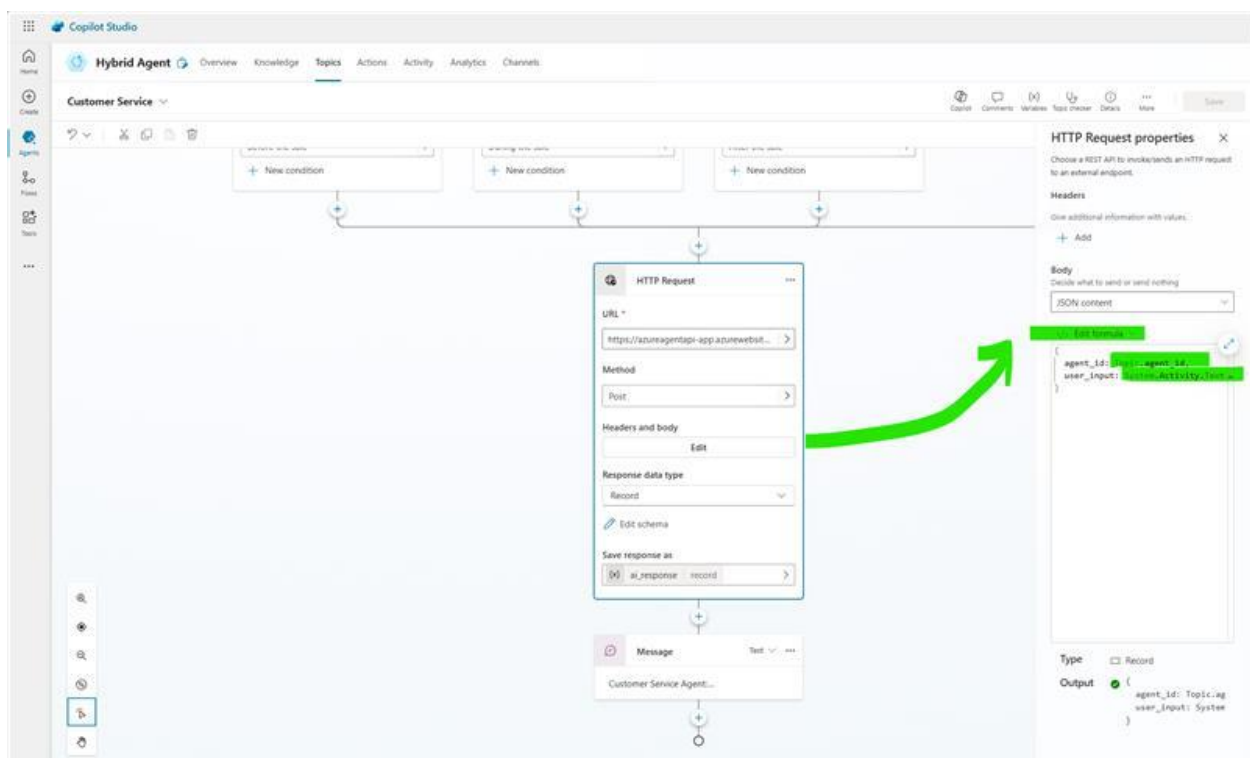 Copilot Studio
Home
Create
Agents
Flows
Tools
Hybrid Agent
Overview Knowledge Topics Actions Activity Analytics Channels
Customer Service
Copilot Comments Variables Topic checker Details More Save
New condition
New condition
New condition
HTTP Request
URL *
https://azureagentapi-app.azurewebsit...
Method
Post
Headers and body
Edit
Response data type
Record
Edit schema
Save response as
{x} ai_response record
Message
Text
Customer Service Agent:...
HTTP Request properties
Choose a REST API to invoke/sends an HTTP request
to an external endpoint.
Headers
Give additional information with values.
Add
Body
Decide what to send or send nothing
JSON content
Edit formula
{
agent_id: Topic.agent_id,
user_input: System.Activity.Text
}
Type Record
Output {
agent_id: Topic.ag
user_input: System
}